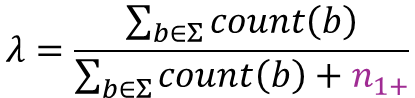 λ = ∑_{b∈Σ} count(b) / ∑_{b∈Σ} count(b) + n_{1+}